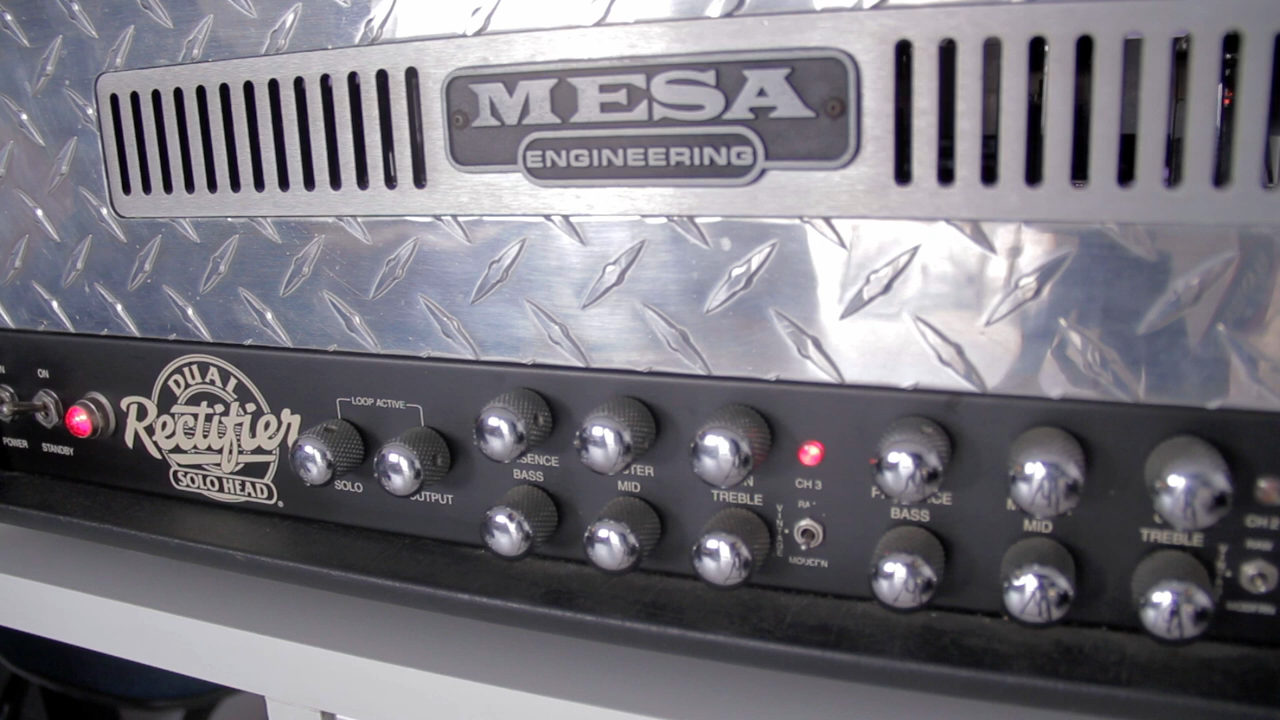 MESA
ENGINEERING
ON
POWER
STANDBY
DUAL
Rectifier
SOLO HEAD
LOOP ACTIVE
SOLO
BASS
MID
TREBLE
CH 3
MODERN
BASS
MID
TREBLE